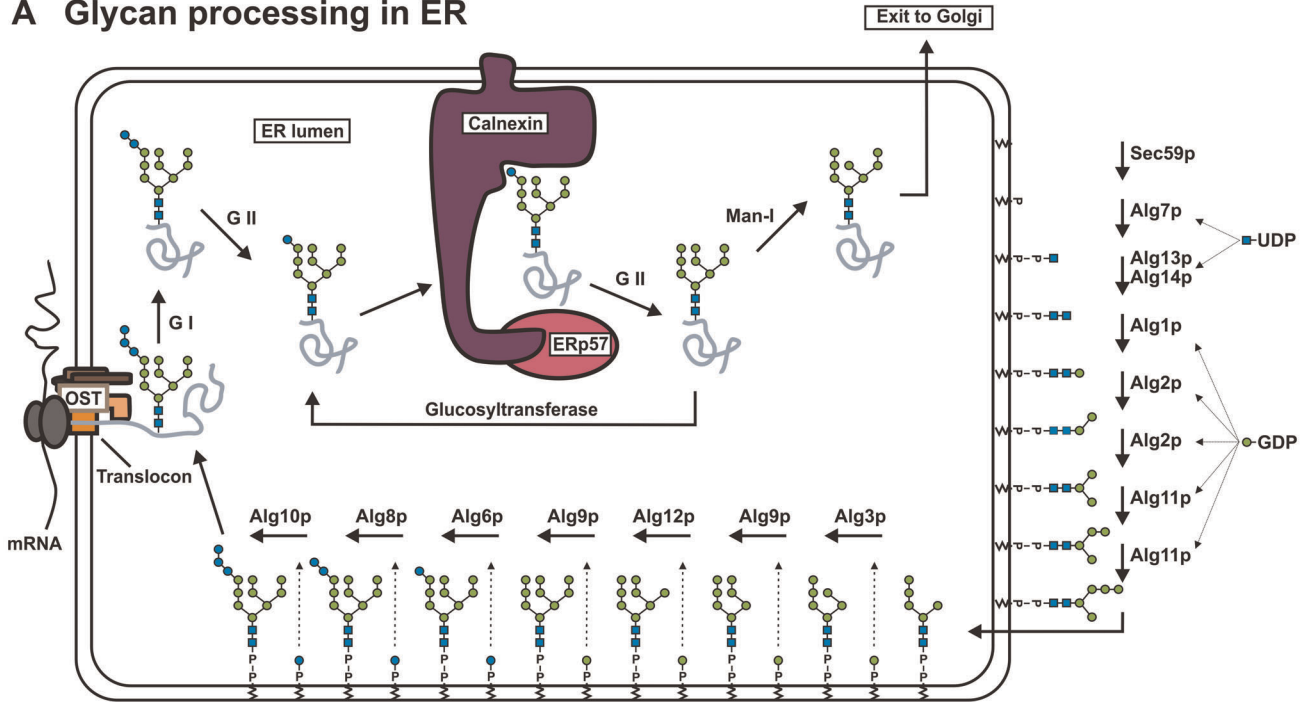 A Glycan processing in ER
Exit to Golgi
ER lumen
Calnexin
Sec59p
P
Alg7p
UDP
G II
Man-I
P-P
Alg13p
Alg14p
G II
P-P
Alg1p
G I
ERp57
P-P
Alg2p
OST
Glucosyltransferase
P-P
Alg2p
GDP
Translocon
P-P
Alg11p
mRNA
Alg10p Alg8p Alg6p Alg9p Alg12p Alg9p Alg3p
P-P
Alg11p
P-P
P P P P P P P P P P P P P P P
P P P P P P P P